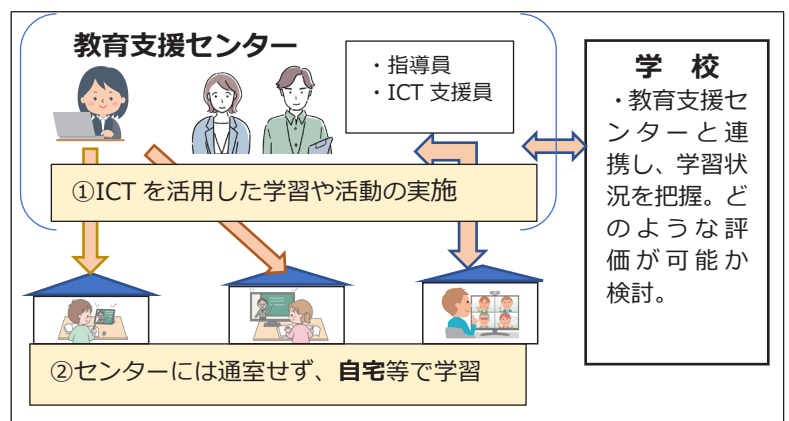 教育支援センター
・指導員
・ICT 支援員
①ICT を活用した学習や活動の実施
②センターには通室せず、自宅等で学習
学　校
・教育支援セ
ンターと連
携し、学習状
況を把握。ど
のような評
価が可能か
検討。